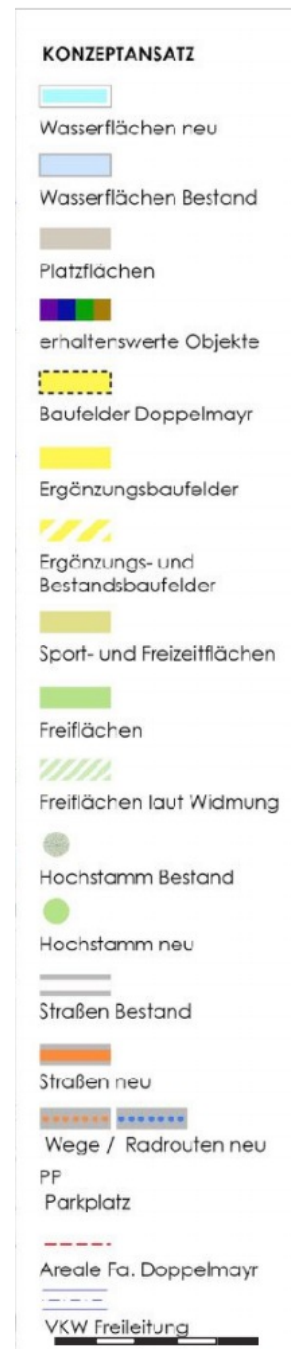 KONZEPTANSATZ
Wasserflächen neu
Wasserflächen Bestand
Platzflächen
erhaltenswerte Objekte
Baufelder Doppelmayr
Ergänzungsbaufelder
Ergänzungs- und
Bestandsbaufelder
Sport- und Freizeitflächen
Freiflächen
Freiflächen laut Widmung
Hochstamm Bestand
Hochstamm neu
Straßen Bestand
Straßen neu
Wege / Radrouten neu
PP
Parkplatz
Areale Fa. Doppelmayr
VKW Freileitung